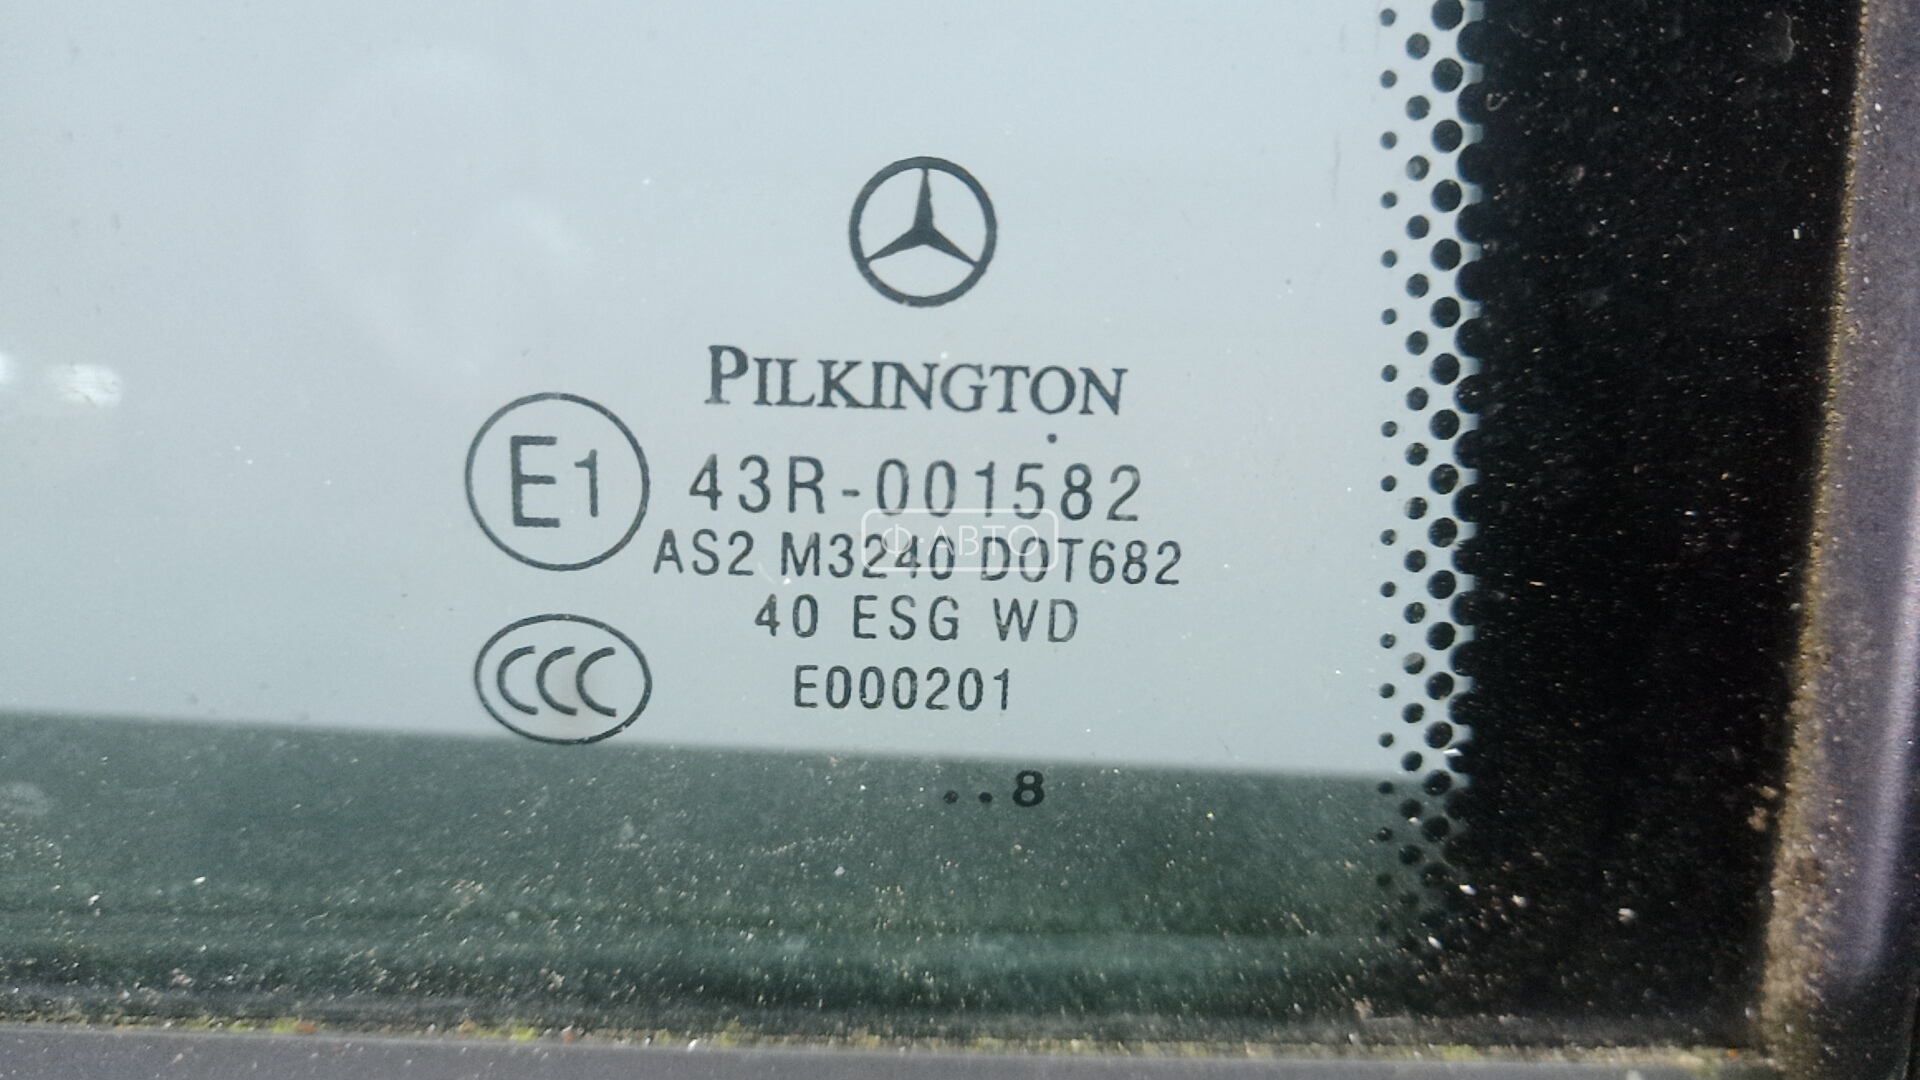 PILKINGTON
E1 43R-001582
Ф-АВТО
AS2 M3240 DOT682
40 ESG WD
CCC E000201
..8